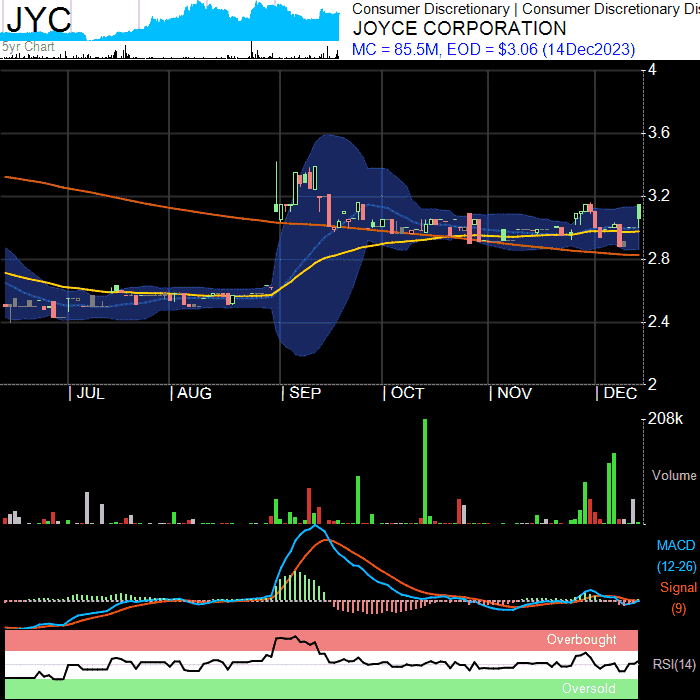 JYC
5yr Chart
Consumer Discretionary | Consumer Discretionary Dis
JOYCE CORPORATION
MC = 85.5M, EOD = $3.06 (14Dec2023)
4
3.6
3.2
2.8
2.4
2
JUL AUG SEP OCT NOV DEC
208k
Volume
MACD
(12-26)
Signal
(9)
Overbought
RSI(14)
Oversold